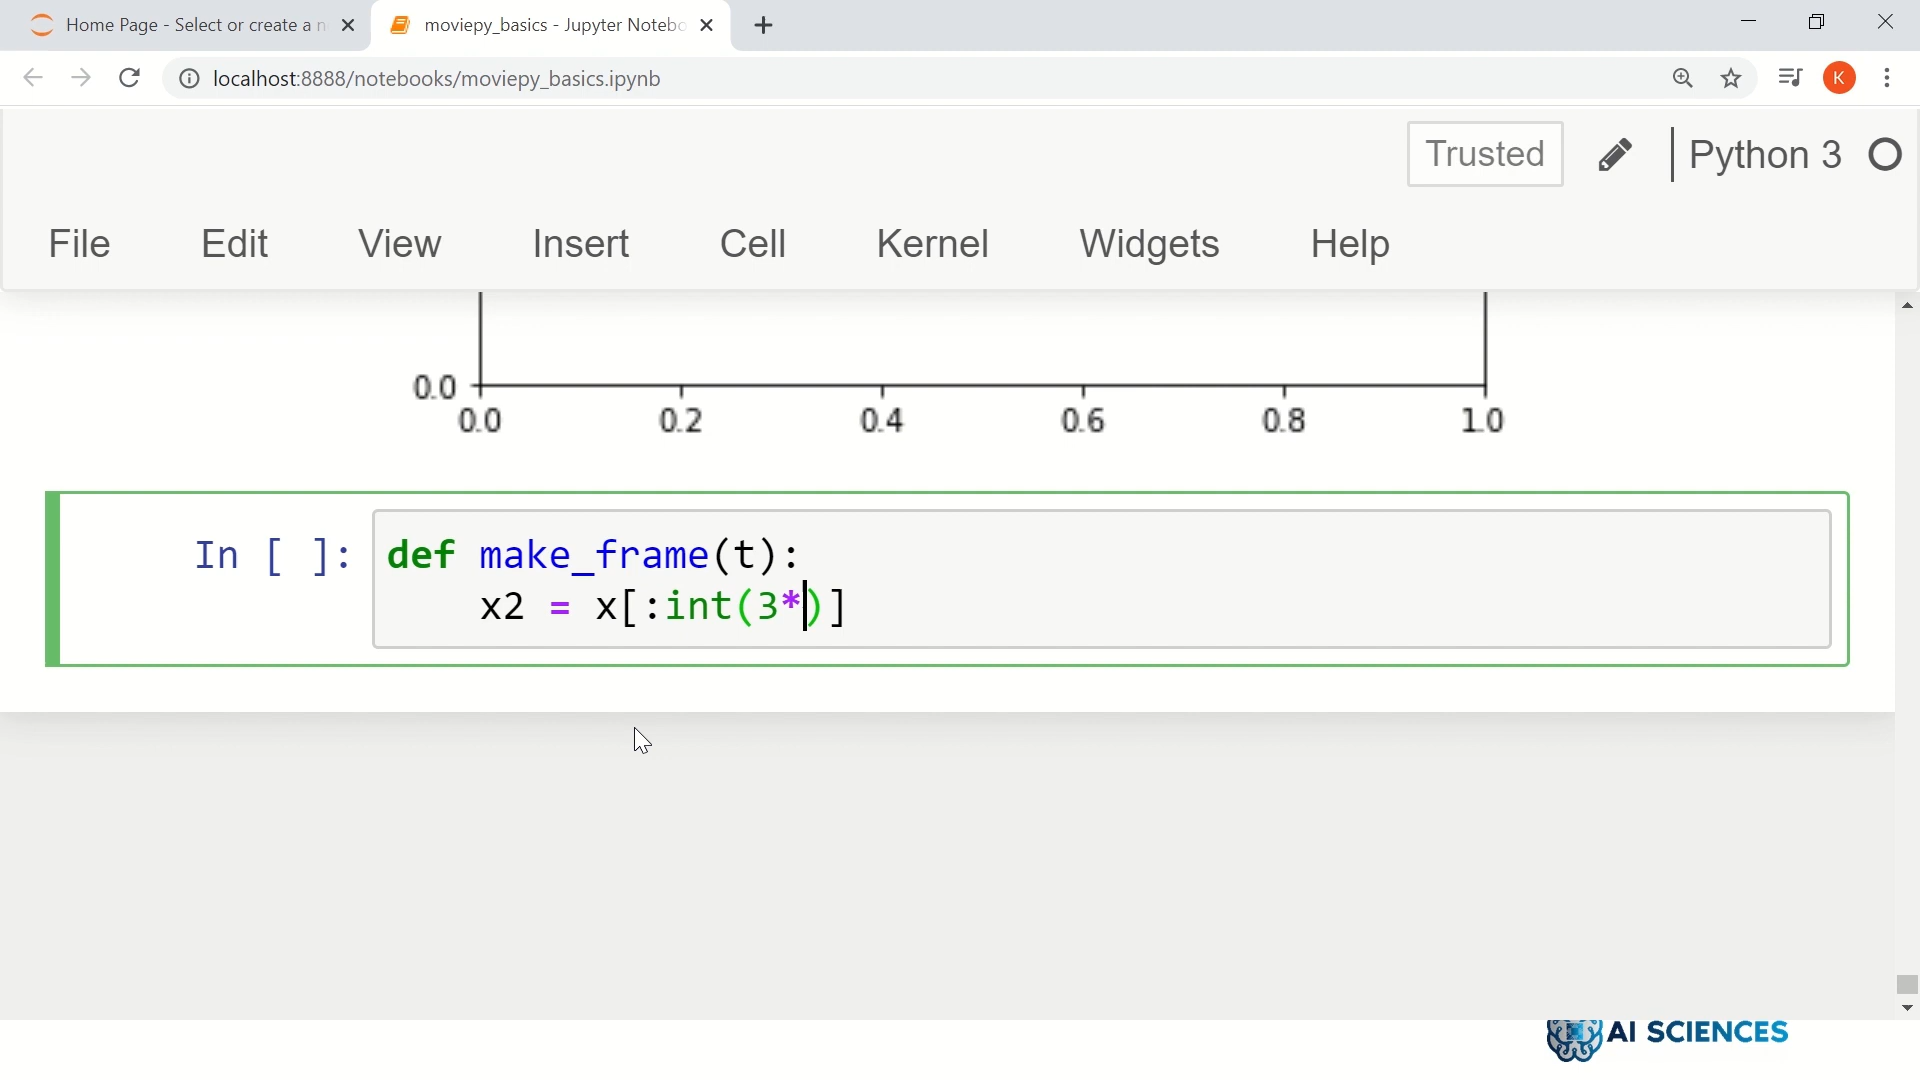 Home Page - Select or create a n
moviepy_basics - Jupyter Notebo
localhost:8888/notebooks/moviepy_basics.ipynb
K
Trusted
Python 3
File Edit View Insert Cell Kernel Widgets Help
0.0
0.0 0.2 0.4 0.6 0.8 1.0
In [ ]: def make_frame(t):
x2 = x[:int(3*)]
AI SCIENCES